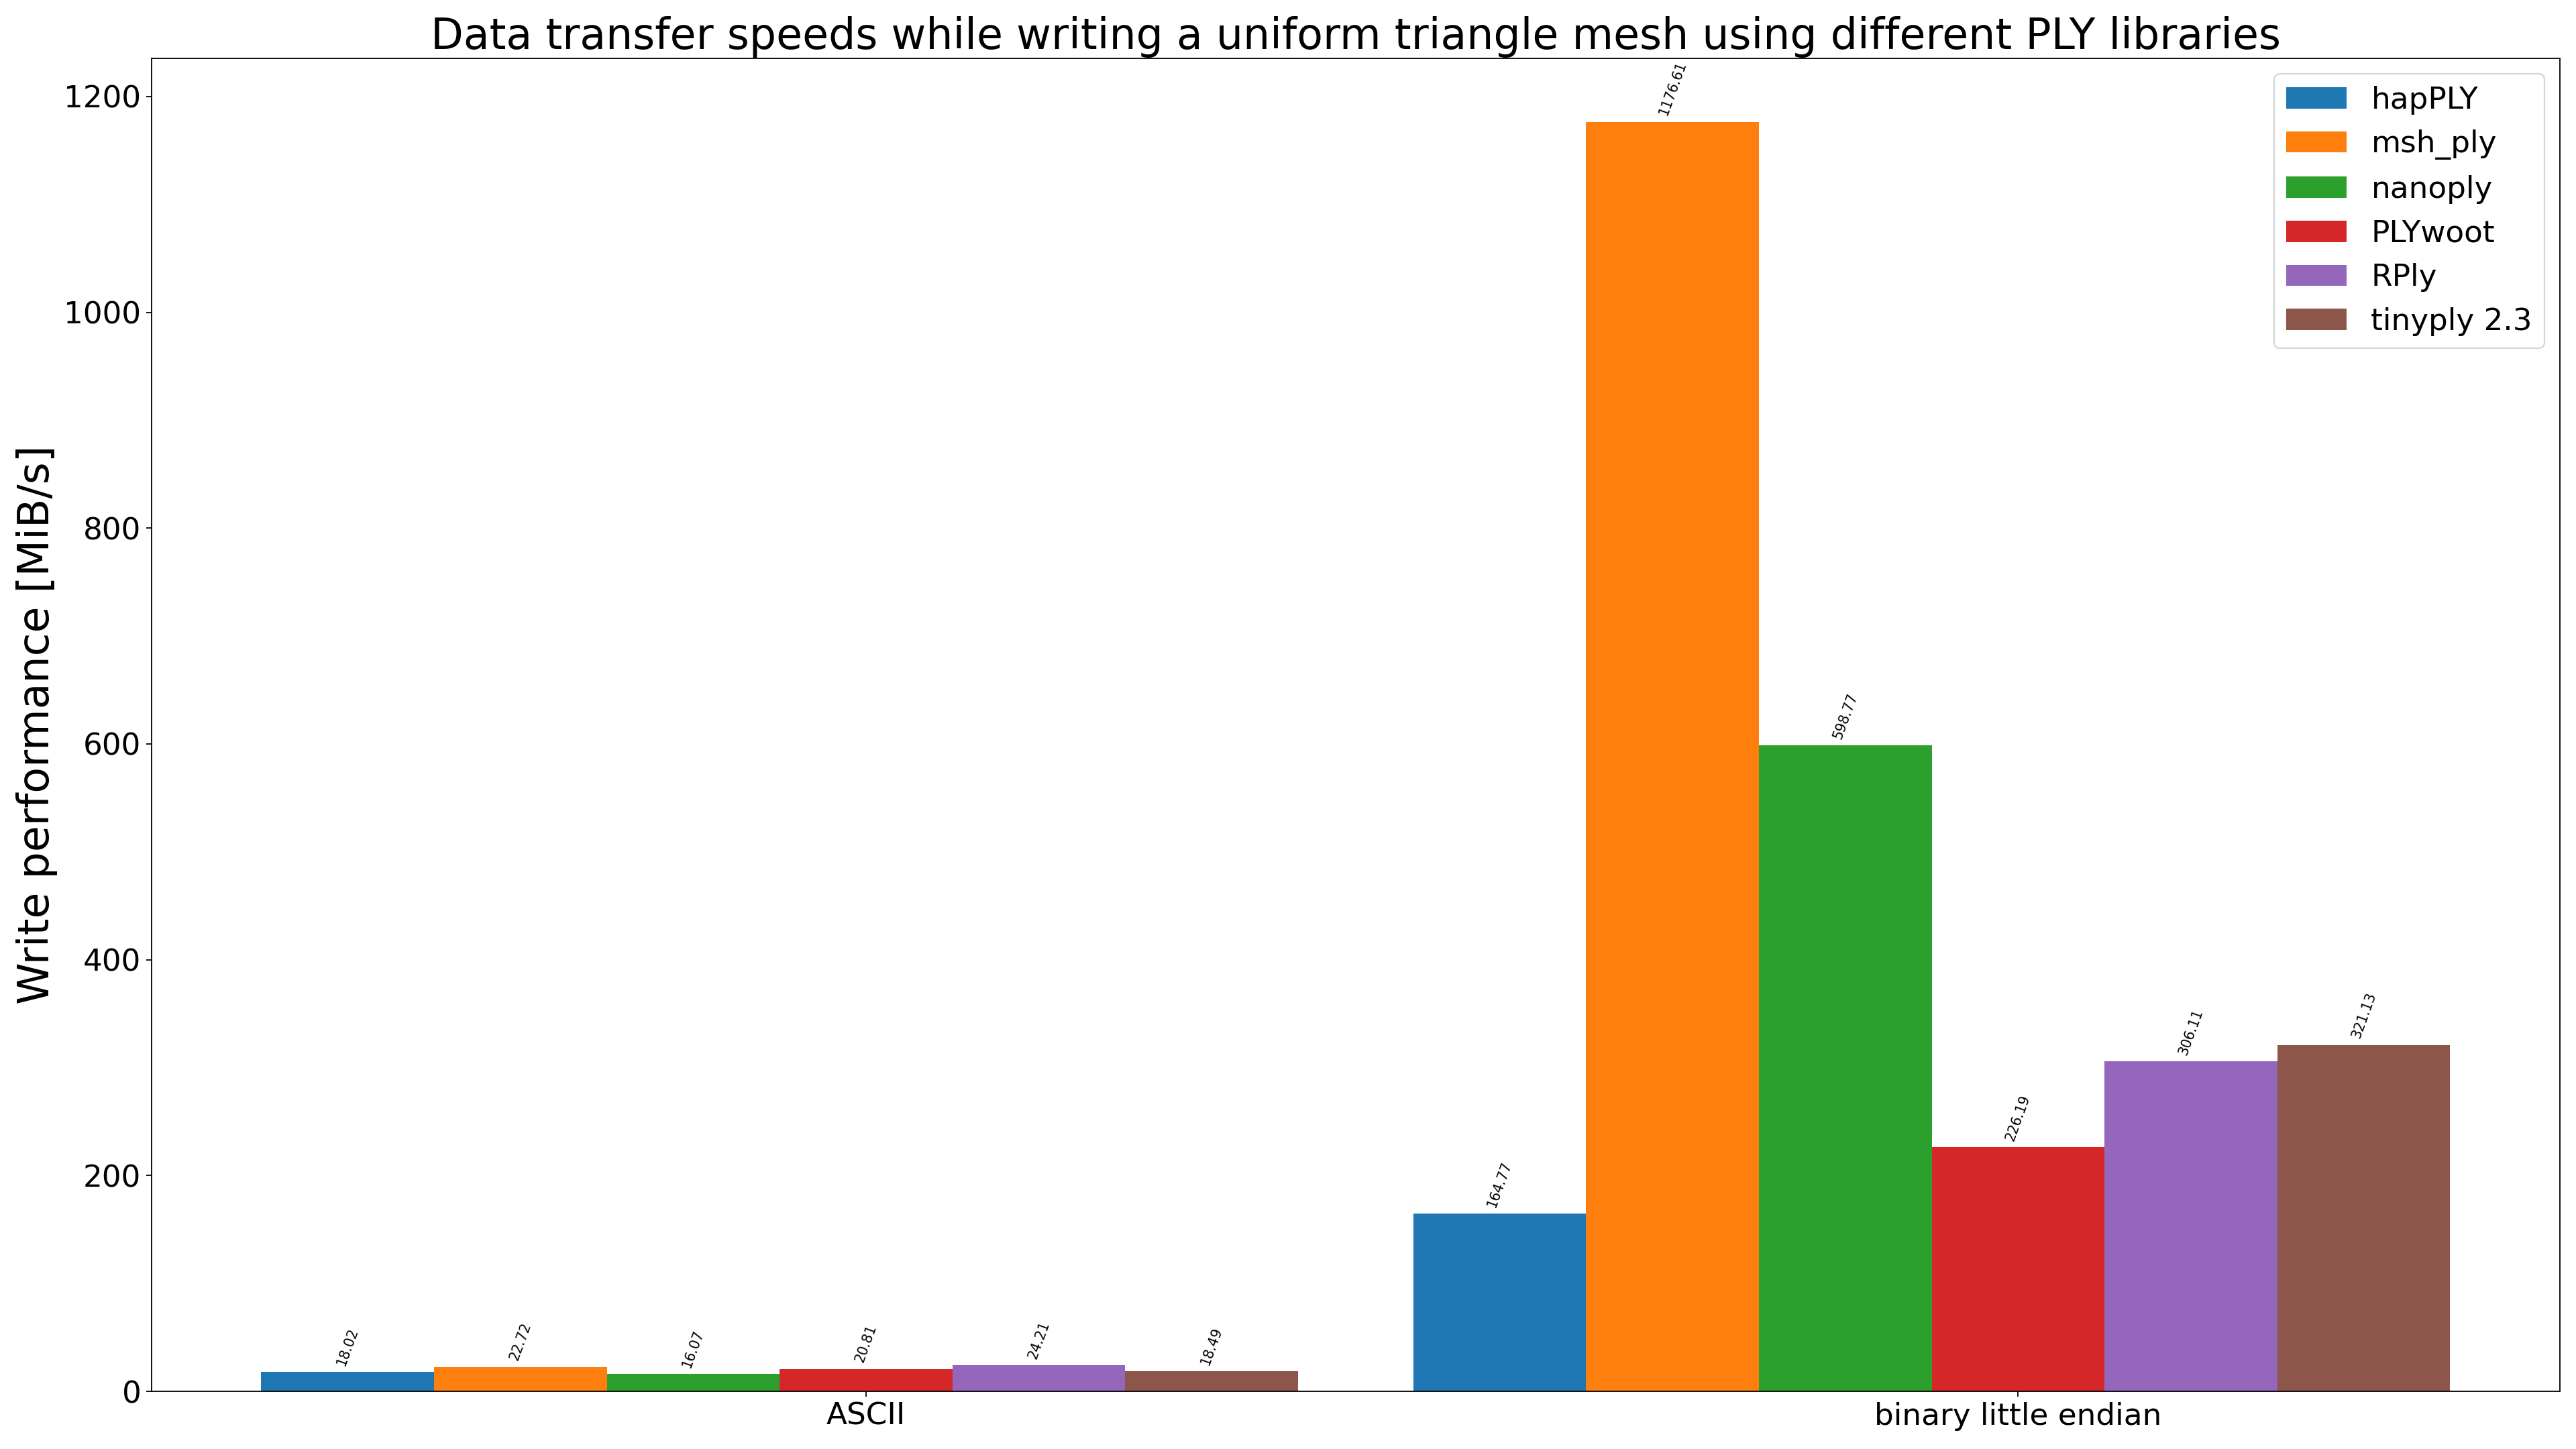 Data transfer speeds while writing a uniform triangle mesh using different PLY libraries
Write performance [MiB/s]
1200
1000
800
600
400
200
0
hapPLY
msh_ply
nanoply
PLYwoot
RPly
tinyply 2.3
18.02
22.72
16.07
20.81
24.21
18.49
164.77
1176.61
598.77
226.19
306.11
321.13
ASCII
binary little endian